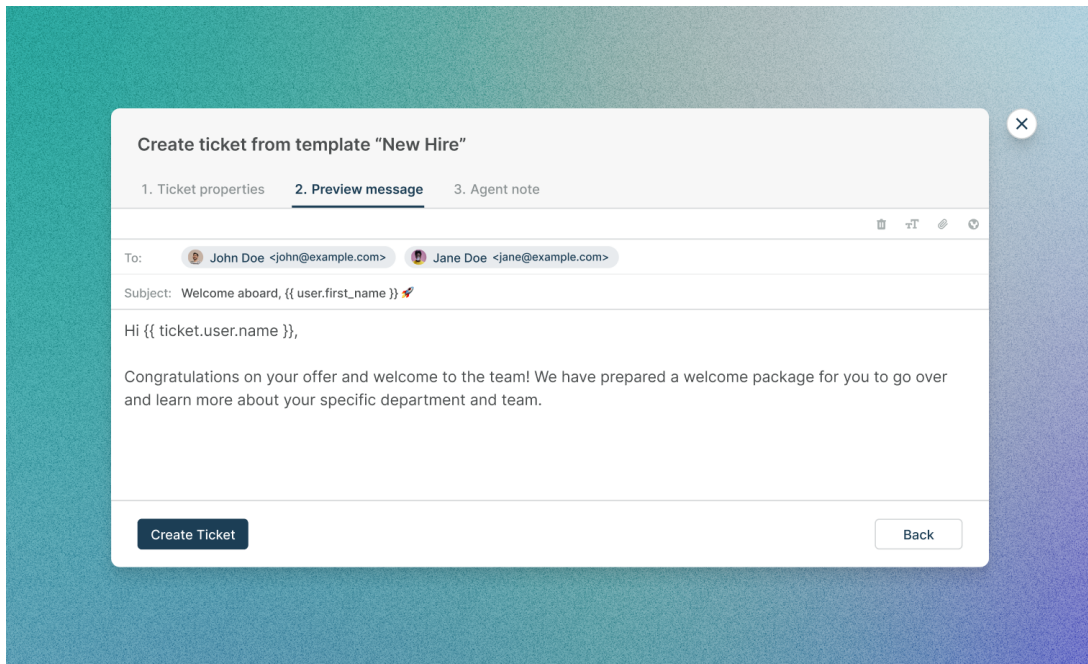 Create ticket from template “New Hire”
1. Ticket properties 2. Preview message 3. Agent note
To: John Doe <john@example.com> Jane Doe <jane@example.com>
Subject: Welcome aboard, {{ user.first_name }} 🚀
Hi {{ ticket.user.name }},
Congratulations on your offer and welcome to the team! We have prepared a welcome package for you to go over
and learn more about your specific department and team.
Create Ticket Back